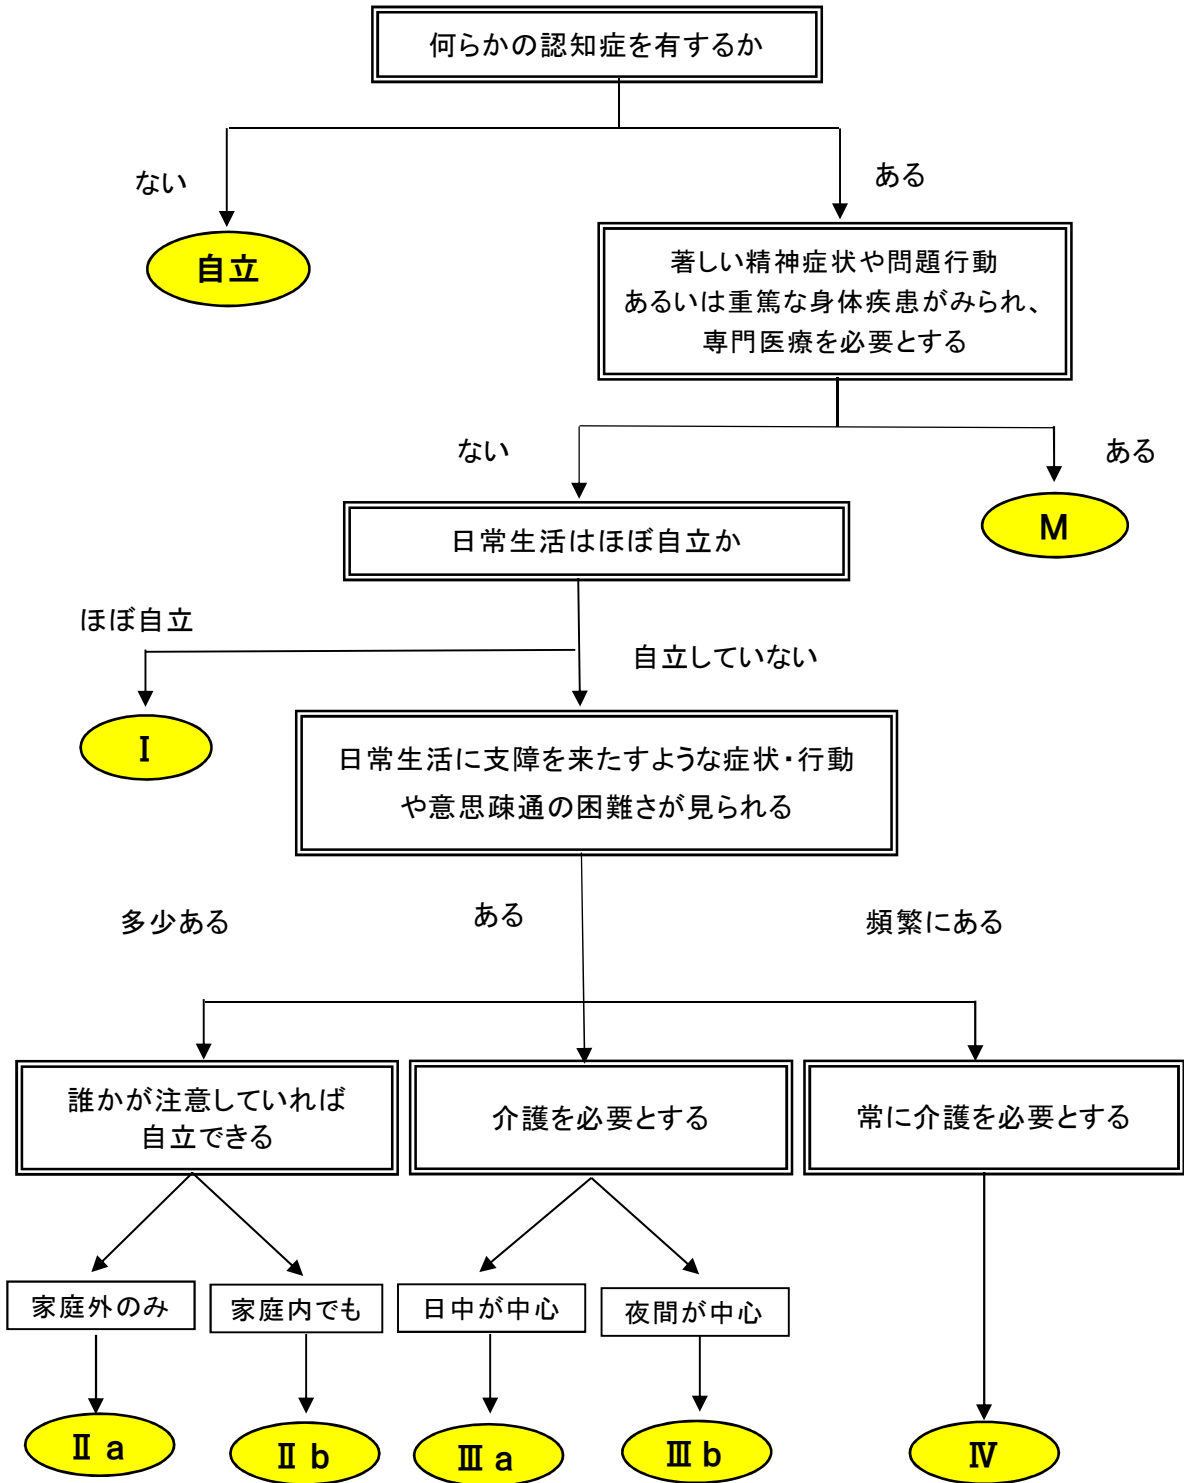 何らかの認知症を有するか
ない
ある
自立
著しい精神症状や問題行動
あるいは重篤な身体疾患がみられ、
専門医療を必要とする
ない
ある
M
日常生活はほぼ自立か
ほぼ自立
自立していない
Ⅰ
日常生活に支障を来たすような症状・行動
や意思疎通の困難さが見られる
多少ある
ある
頻繁にある
誰かが注意していれば
自立できる
介護を必要とする
常に介護を必要とする
家庭外のみ
家庭内でも
日中が中心
夜間が中心
Ⅱ a
Ⅱ b
Ⅲ a
Ⅲ b
Ⅳ